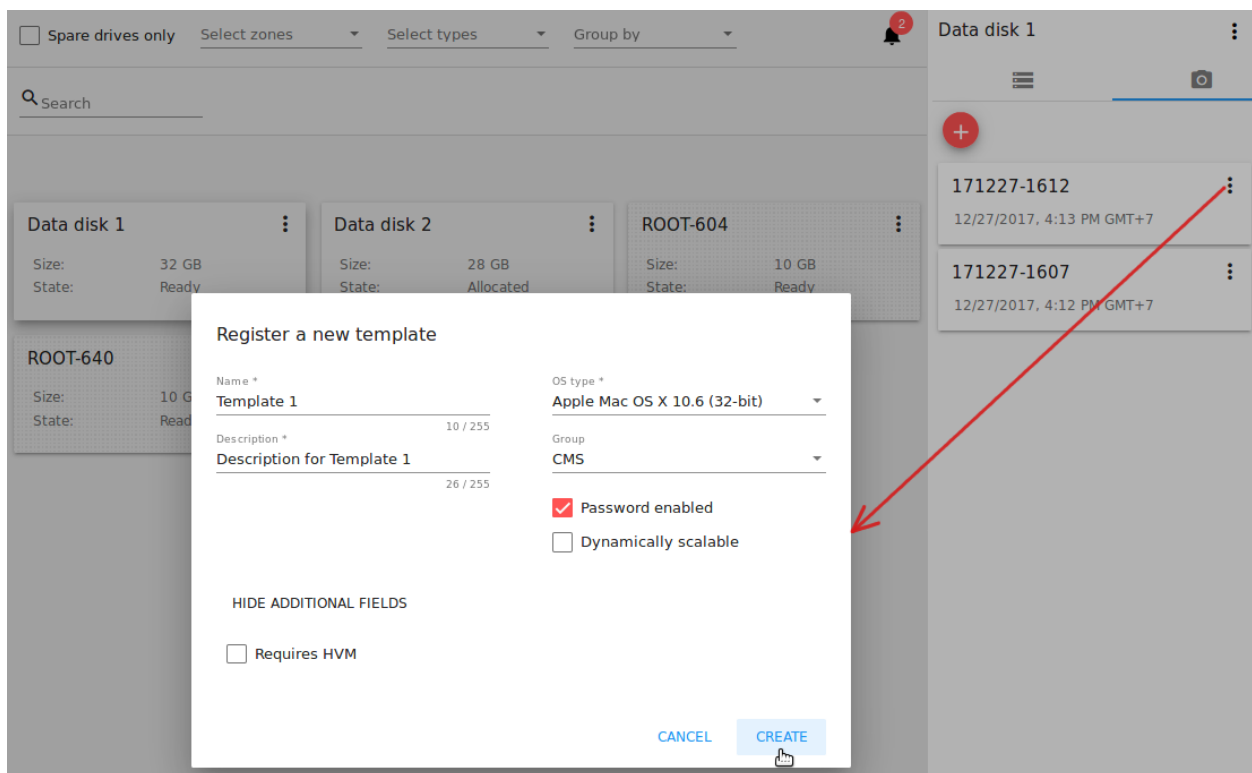 Spare drives only Select zones Select types Group by 2
Search
Data disk 1
Size: 32 GB
State: Ready
Data disk 2
Size: 28 GB
State: Allocated
ROOT-604
Size: 10 GB
State: Ready
ROOT-640
Size: 10 G
State: Read
Register a new template
Name *
Template 1
10 / 255
Description *
Description for Template 1
26 / 255
OS type *
Apple Mac OS X 10.6 (32-bit)
Group
CMS
Password enabled
Dynamically scalable
HIDE ADDITIONAL FIELDS
Requires HVM
CANCEL CREATE
Data disk 1
+
171227-1612
12/27/2017, 4:13 PM GMT+7
171227-1607
12/27/2017, 4:12 PM GMT+7